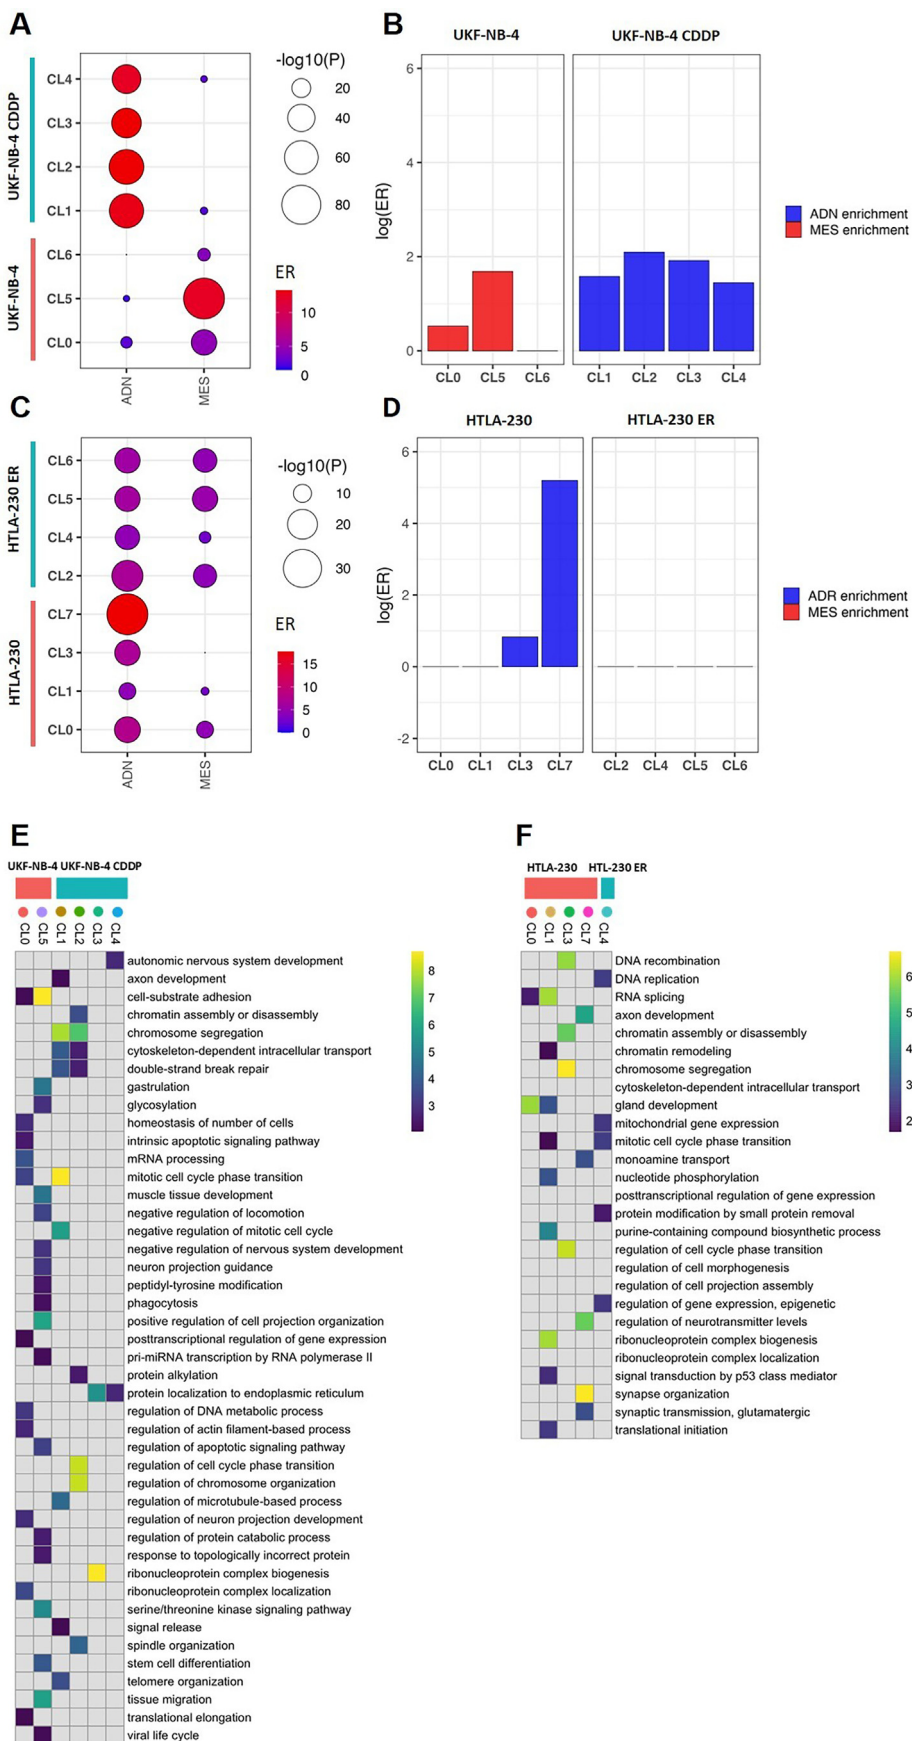 A
UKF-NB-4 CDDP
UKF-NB-4
CL4
CL3
CL2
CL1
CL6
CL5
CL0
ADN
MES
-log10(P)
20
40
60
80
ER
10
5
0
B
UKF-NB-4
UKF-NB-4 CDDP
log(ER)
6
4
2
0
CL0
CL5
CL6
CL1
CL2
CL3
CL4
ADN enrichment
MES enrichment
C
HTLA-230 ER
HTLA-230
CL6
CL5
CL4
CL2
CL7
CL3
CL1
CL0
ADN
MES
-log10(P)
10
20
30
ER
15
10
5
0
D
HTLA-230
HTLA-230 ER
log(ER)
6
4
2
0
-2
CL0
CL1
CL3
CL7
CL2
CL4
CL5
CL6
ADR enrichment
MES enrichment
E
UKF-NB-4 UKF-NB-4 CDDP
CL0
CL5
CL1
CL2
CL3
CL4
autonomic nervous system development
axon development
cell-substrate adhesion
chromatin assembly or disassembly
chromosome segregation
cytoskeleton-dependent intracellular transport
double-strand break repair
gastrulation
glycosylation
homeostasis of number of cells
intrinsic apoptotic signaling pathway
mRNA processing
mitotic cell cycle phase transition
muscle tissue development
negative regulation of locomotion
negative regulation of mitotic cell cycle
negative regulation of nervous system development
neuron projection guidance
peptidyl-tyrosine modification
phagocytosis
positive regulation of cell projection organization
posttranscriptional regulation of gene expression
pri-miRNA transcription by RNA polymerase II
protein alkylation
protein localization to endoplasmic reticulum
regulation of DNA metabolic process
regulation of actin filament-based process
regulation of apoptotic signaling pathway
regulation of cell cycle phase transition
regulation of chromosome organization
regulation of microtubule-based process
regulation of neuron projection development
regulation of protein catabolic process
response to topologically incorrect protein
ribonucleoprotein complex biogenesis
ribonucleoprotein complex localization
serine/threonine kinase signaling pathway
signal release
spindle organization
stem cell differentiation
telomere organization
tissue migration
translational elongation
viral life cycle
8
7
6
5
4
3
F
HTLA-230 HTL-230 ER
CL0
CL1
CL3
CL7
CL4
DNA recombination
DNA replication
RNA splicing
axon development
chromatin assembly or disassembly
chromatin remodeling
chromosome segregation
cytoskeleton-dependent intracellular transport
gland development
mitochondrial gene expression
mitotic cell cycle phase transition
monoamine transport
nucleotide phosphorylation
posttranscriptional regulation of gene expression
protein modification by small protein removal
purine-containing compound biosynthetic process
regulation of cell cycle phase transition
regulation of cell morphogenesis
regulation of cell projection assembly
regulation of gene expression, epigenetic
regulation of neurotransmitter levels
ribonucleoprotein complex biogenesis
ribonucleoprotein complex localization
signal transduction by p53 class mediator
synapse organization
synaptic transmission, glutamatergic
translational initiation
6
5
4
3
2